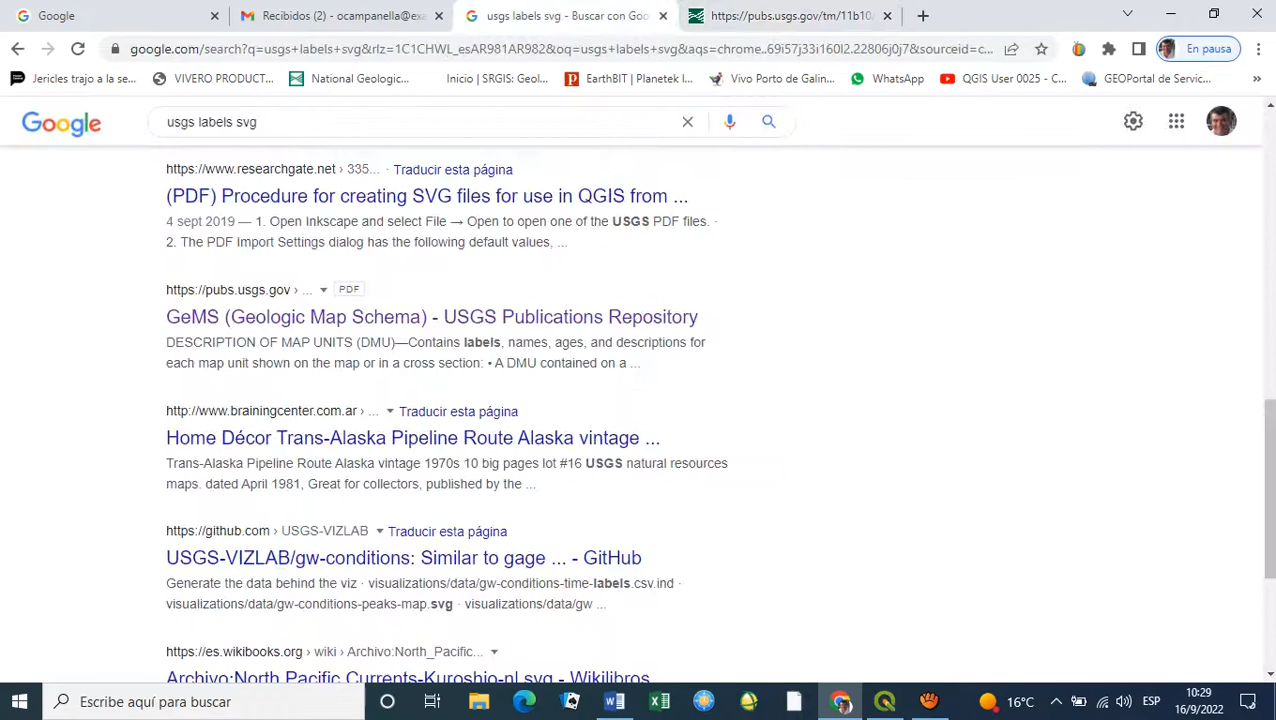 Google
Recibidos (2) - ocampanella@exa
usgs labels svg - Buscar con Goo
https://pubs.usgs.gov/tm/11b10/
google.com/search?q=usgs+labels+svg&rlz=1C1CHWL_esAR981AR982&oq=usgs+labels+svg&aqs=chrome..69i57j33i160l2.22806j0j7&sourceid=c...
En pausa
Jericles trajo a la se...
VIVERO PRODUCT...
National Geologic...
Inicio | SRGIS: Geol...
EarthBIT | Planetek I...
Vivo Porto de Galin...
WhatsApp
QGIS User 0025 - C...
GEOPortal de Servic...
»
Google
usgs labels svg
https://www.researchgate.net › 335... · Traducir esta página
(PDF) Procedure for creating SVG files for use in QGIS from ...
4 sept 2019 — 1. Open Inkscape and select File → Open to open one of the USGS PDF files. ·
2. The PDF Import Settings dialog has the following default values, ...
https://pubs.usgs.gov › ... PDF
GeMS (Geologic Map Schema) - USGS Publications Repository
DESCRIPTION OF MAP UNITS (DMU)—Contains labels, names, ages, and descriptions for
each map unit shown on the map or in a cross section: • A DMU contained on a ...
http://www.brainingcenter.com.ar › ... Traducir esta página
Home Décor Trans-Alaska Pipeline Route Alaska vintage ...
Trans-Alaska Pipeline Route Alaska vintage 1970s 10 big pages lot #16 USGS natural resources
maps. dated April 1981, Great for collectors, published by the ...
https://github.com › USGS-VIZLAB Traducir esta página
USGS-VIZLAB/gw-conditions: Similar to gage ... - GitHub
Generate the data behind the viz · visualizations/data/gw-conditions-time-labels.csv.ind ·
visualizations/data/gw-conditions-peaks-map.svg · visualizations/data/gw ...
https://es.wikibooks.org › wiki › Archivo:North_Pacific...
Archivo:North Pacific Currents-Kuroshio-nl.svg - Wikilibros
Escribe aquí para buscar
16°C
ESP
10:29
16/9/2022